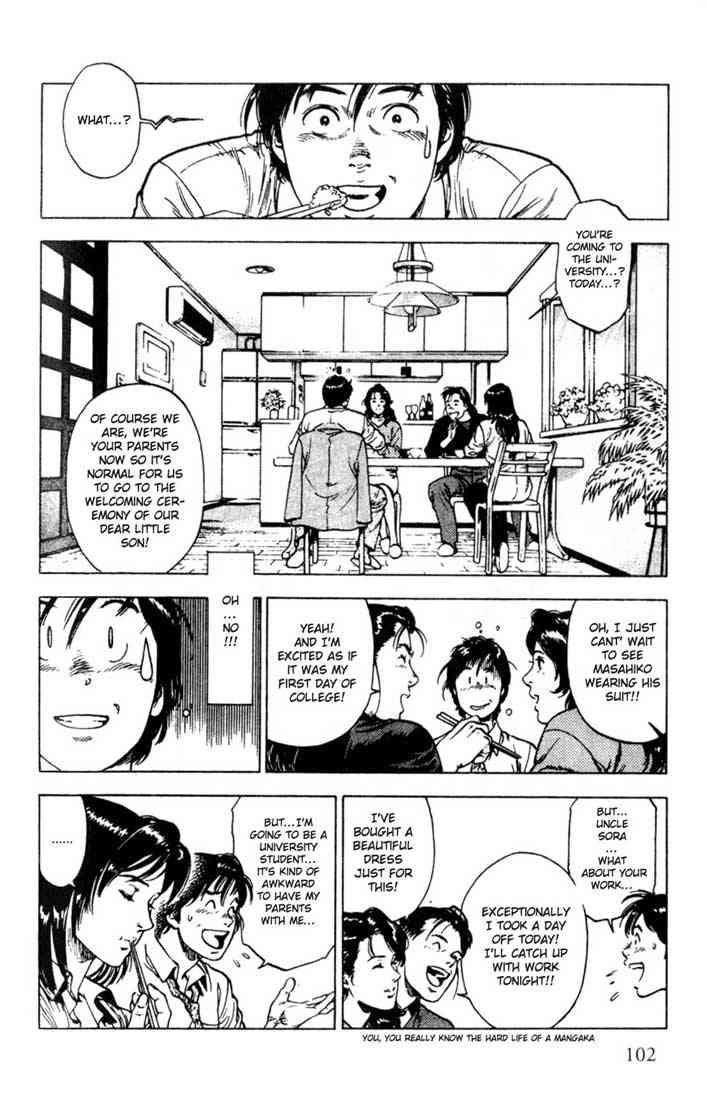 WHAT...?
YOU'RE
COMING TO
THE UNI-
VERSITY...?
TODAY...?
OF COURSE WE
ARE, WE'RE
YOUR PARENTS
NOW SO IT'S
NORMAL FOR US
TO GO TO THE
WELCOMING CER-
EMONY OF OUR
DEAR LITTLE
SON!
OH
...
NO
!!!
YEAH!
AND I'M
EXCITED AS IF
IT WAS MY
FIRST DAY OF
COLLEGE!
OH, I JUST
CANT' WAIT
TO SEE
MASAHIKO
WEARING HIS
SUIT!!
......
BUT...I'M
GOING TO BE A
UNIVERSITY
STUDENT...
IT'S KIND OF
AWKWARD
TO HAVE MY
PARENTS
WITH ME...
I'VE
BOUGHT A
BEAUTIFUL
DRESS
JUST FOR
THIS!
EXCEPTIONALLY
I TOOK A DAY
OFF TODAY!
I'LL CATCH UP
WITH WORK
TONIGHT!!
BUT...
UNCLE
SORA
...
WHAT
ABOUT YOUR
WORK...
YOU, YOU REALLY KNOW THE HARD LIFE OF A MANGAKA
102